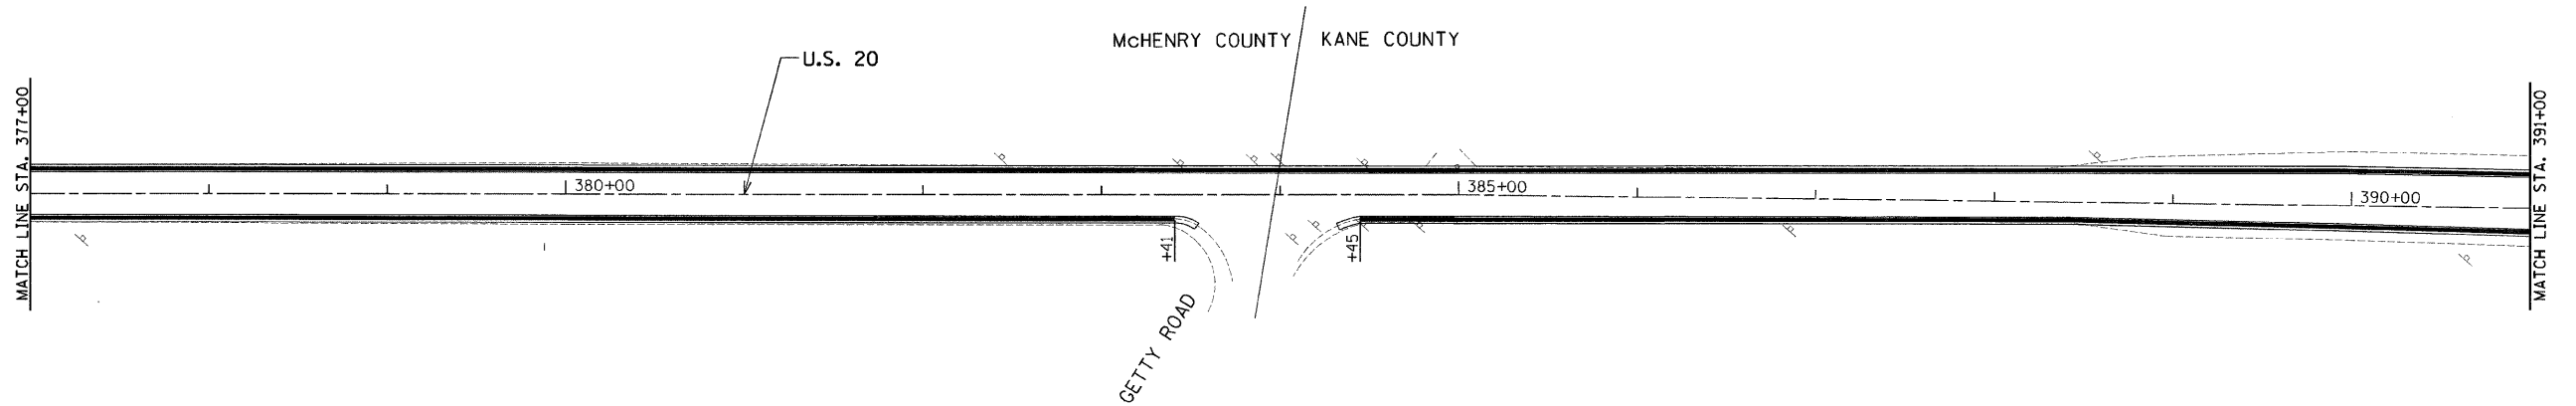 McHENRY COUNTY
KANE COUNTY
U.S. 20
MATCH LINE STA. 377+00
380+00
385+00
390+00
MATCH LINE STA. 391+00
+41
+45
GETTY ROAD